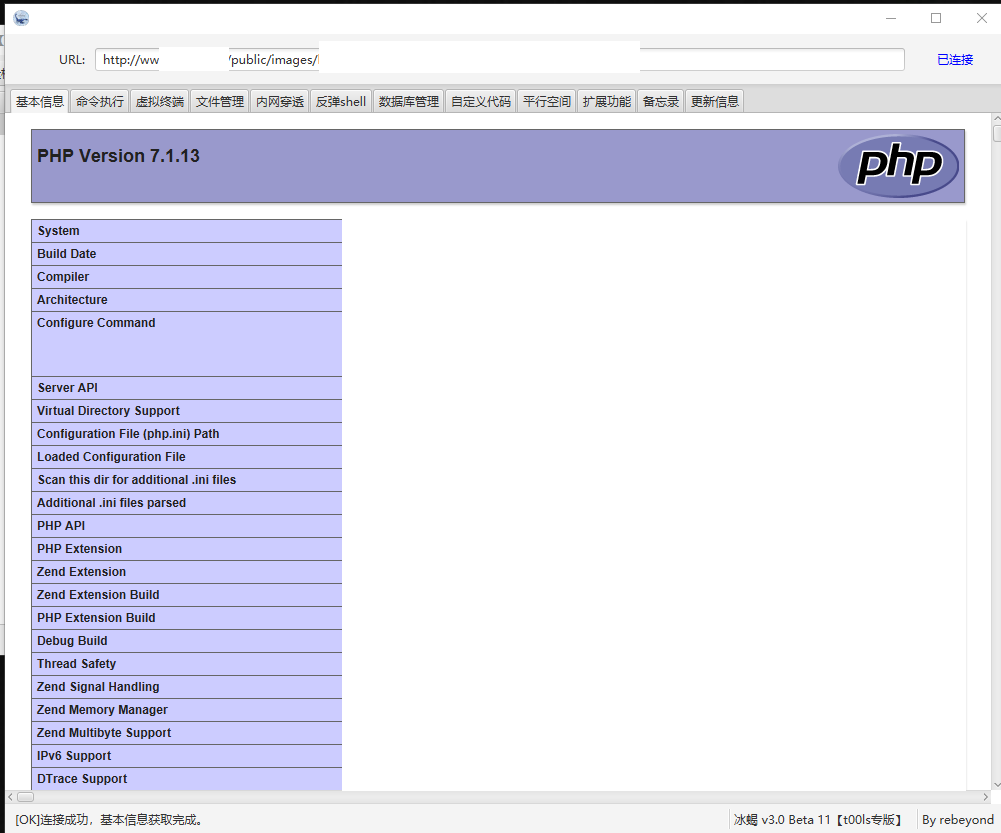 URL: http://ww /public/images/ 已连接
基本信息 命令执行 虚拟终端 文件管理 内网穿透 反弹shell 数据库管理 自定义代码 平行空间 扩展功能 备忘录 更新信息
PHP Version 7.1.13
php
System
Build Date
Compiler
Architecture
Configure Command
Server API
Virtual Directory Support
Configuration File (php.ini) Path
Loaded Configuration File
Scan this dir for additional .ini files
Additional .ini files parsed
PHP API
PHP Extension
Zend Extension
Zend Extension Build
PHP Extension Build
Debug Build
Thread Safety
Zend Signal Handling
Zend Memory Manager
Zend Multibyte Support
IPv6 Support
DTrace Support
[OK]连接成功，基本信息获取完成。 冰蝎 v3.0 Beta 11【t00ls专版】 By rebeyond